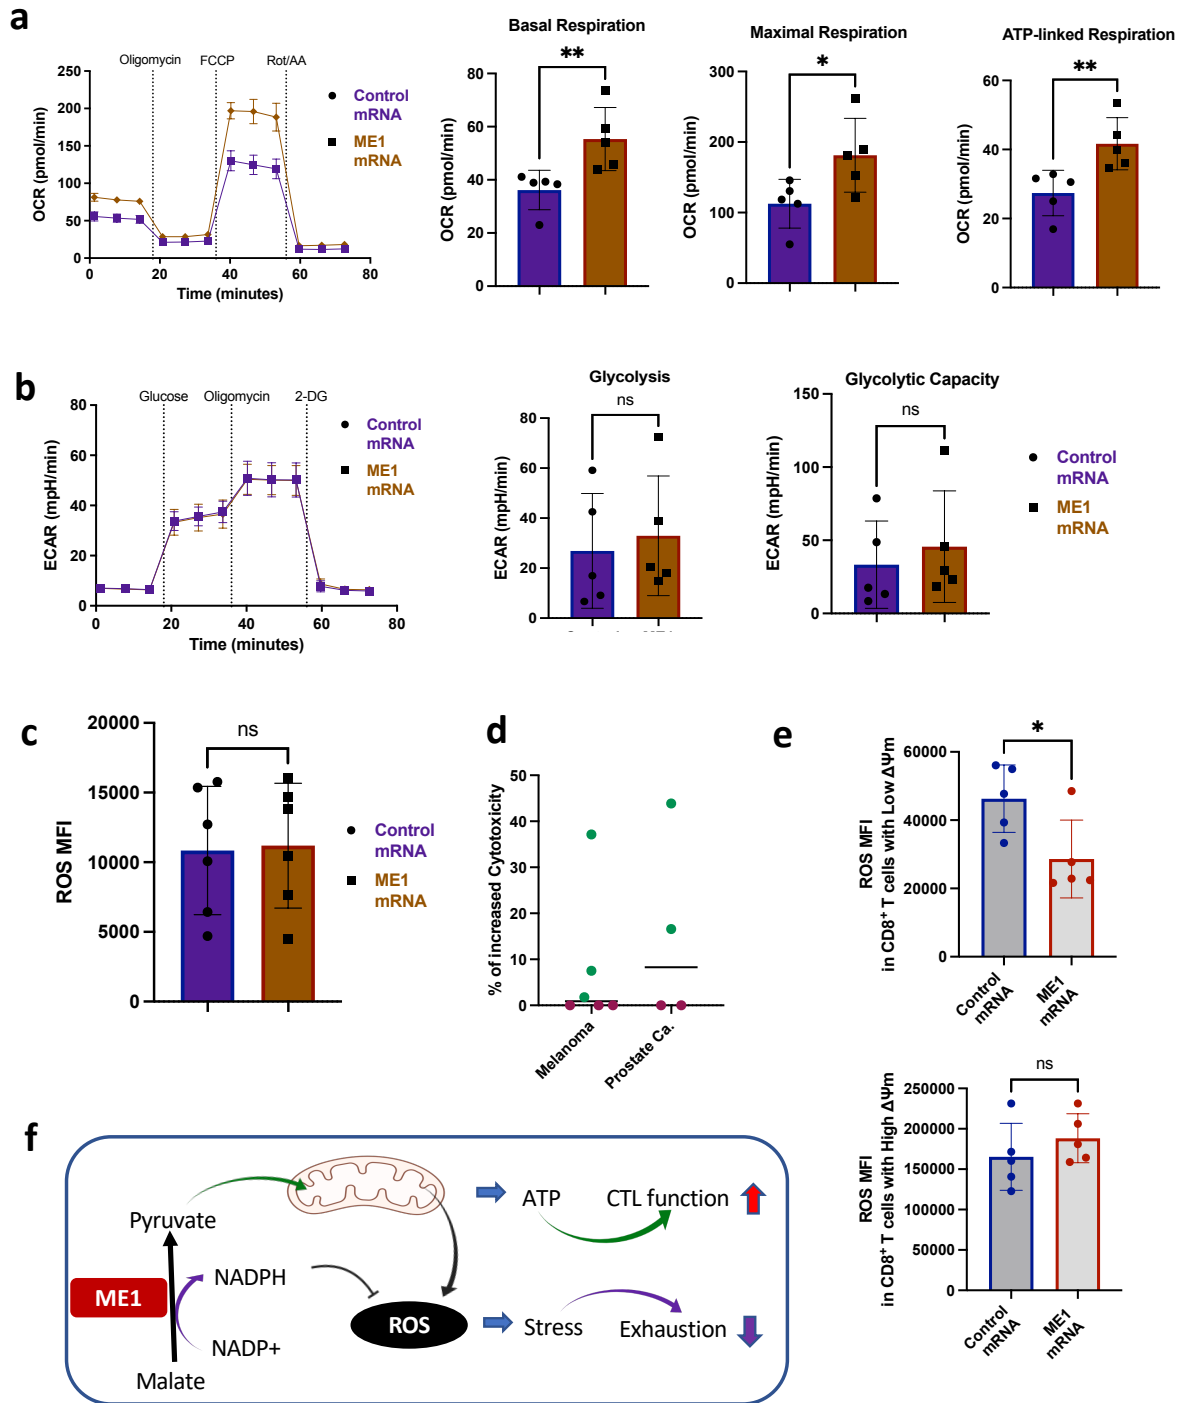 a
Oligomycin
FCCP
Rot/AA
250
200
150
100
50
0
OCR (pmol/min)
0
20
40
60
80
Time (minutes)
Control
mRNA
ME1
mRNA
Basal Respiration
**
80
60
40
20
0
OCR (pmol/min)
Maximal Respiration
*
300
200
100
0
OCR (pmol/min)
ATP-linked Respiration
**
60
40
20
0
OCR (pmol/min)
b
Glucose
Oligomycin
2-DG
80
60
40
20
0
ECAR (mpH/min)
0
20
40
60
80
Time (minutes)
Control
mRNA
ME1
mRNA
Glycolysis
ns
80
60
40
20
0
ECAR (mpH/min)
Glycolytic Capacity
ns
150
100
50
0
ECAR (mpH/min)
Control
mRNA
ME1
mRNA
c
ns
20000
15000
10000
5000
0
ROS MFI
Control
mRNA
ME1
mRNA
d
50
40
30
20
10
0
% of increased Cytotoxicity
Melanoma
Prostate Ca.
e
*
60000
40000
20000
0
ROS MFI
in CD8⁺ T cells with Low ΔΨm
Control
mRNA
ME1
mRNA
ns
250000
200000
150000
100000
50000
0
ROS MFI
in CD8⁺ T cells with High ΔΨm
Control
mRNA
ME1
mRNA
f
Pyruvate
ATP
CTL function
ME1
NADPH
NADP+
Malate
ROS
Stress
Exhaustion